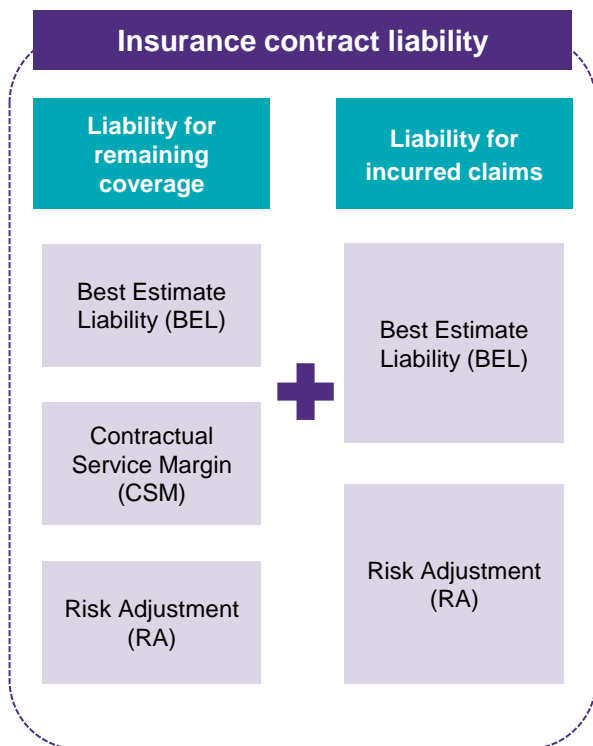 Insurance contract liability
Liability for
remaining
coverage
Best Estimate
Liability (BEL)
Contractual
Service Margin
(CSM)
Risk Adjustment
(RA)
Liability for
incurred claims
Best Estimate
Liability (BEL)
Risk Adjustment
(RA)